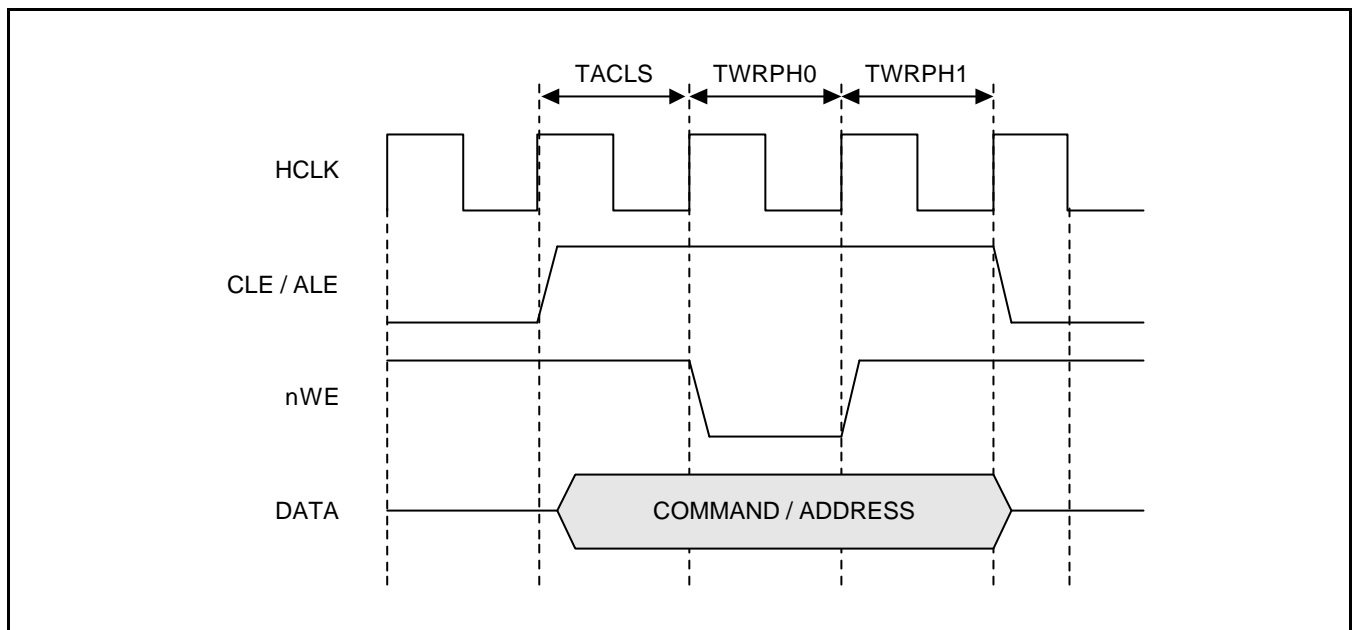 TACLS TWRPH0 TWRPH1
HCLK
CLE / ALE
nWE
DATA
COMMAND / ADDRESS